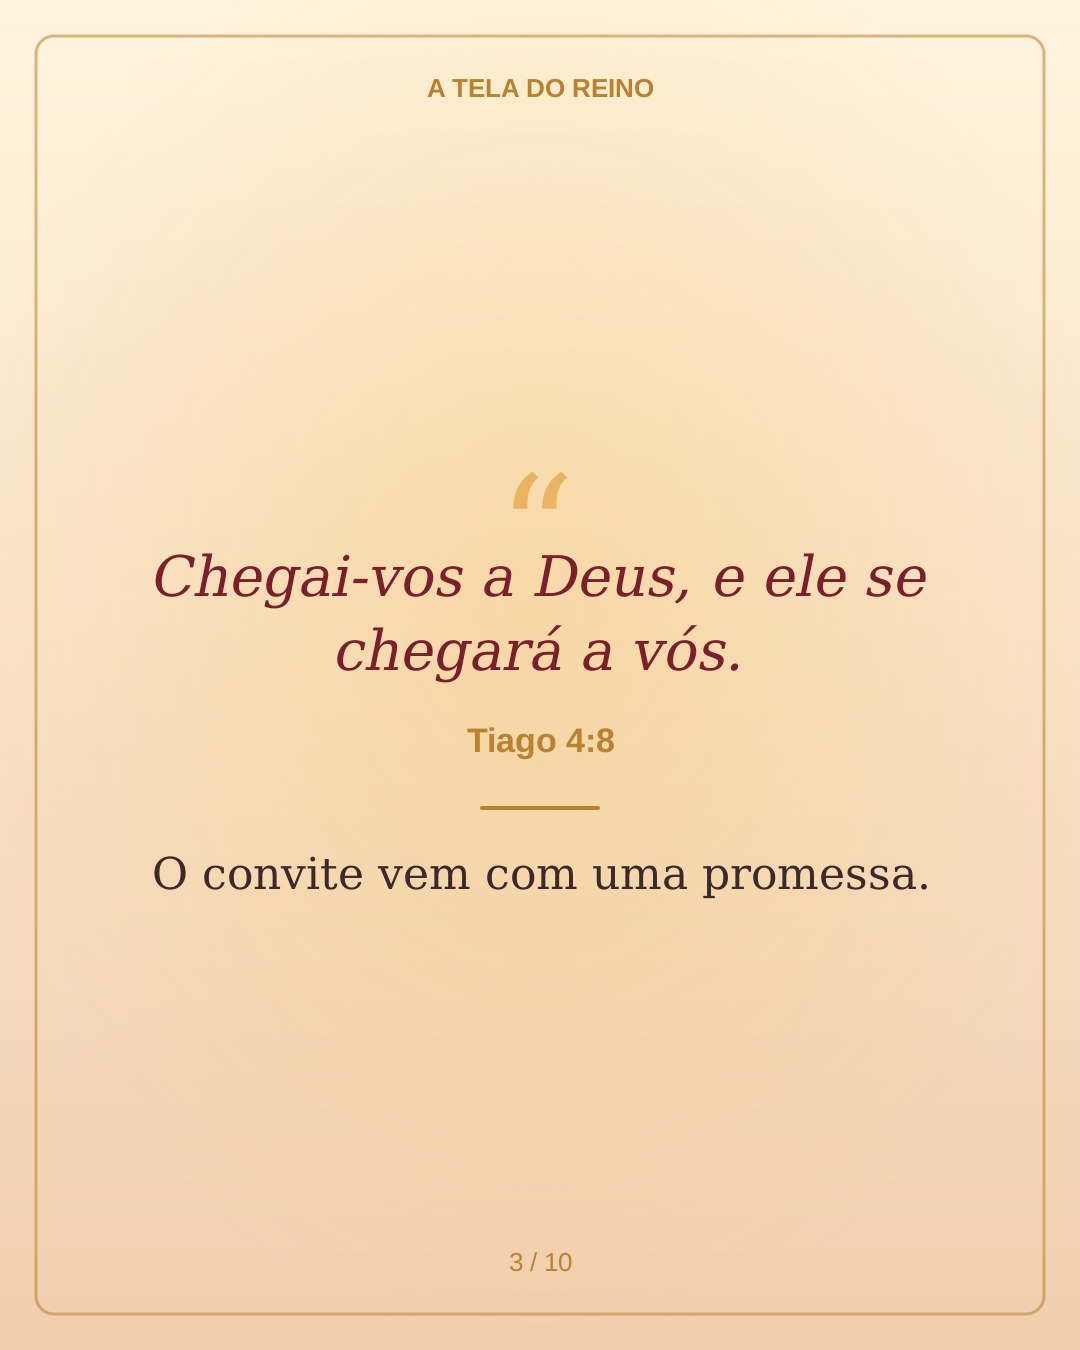 A TELA DO REINO
“
Chegai-vos a Deus, e ele se
chegará a vós.
Tiago 4:8
O convite vem com uma promessa.
3 / 10